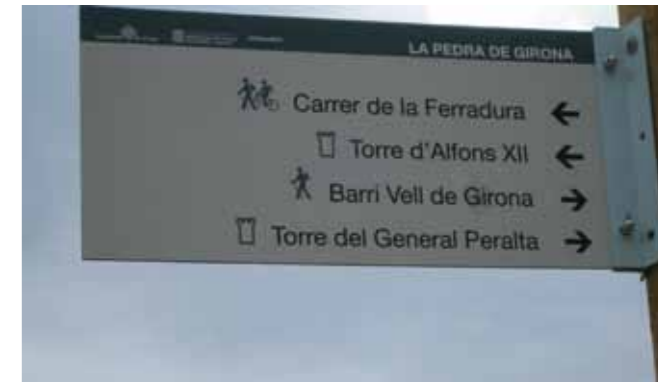 LA PEDRA DE GIRONA
Carrer de la Ferradura
Torre d'Alfons XII
Barri Vell de Girona
Torre del General Peralta